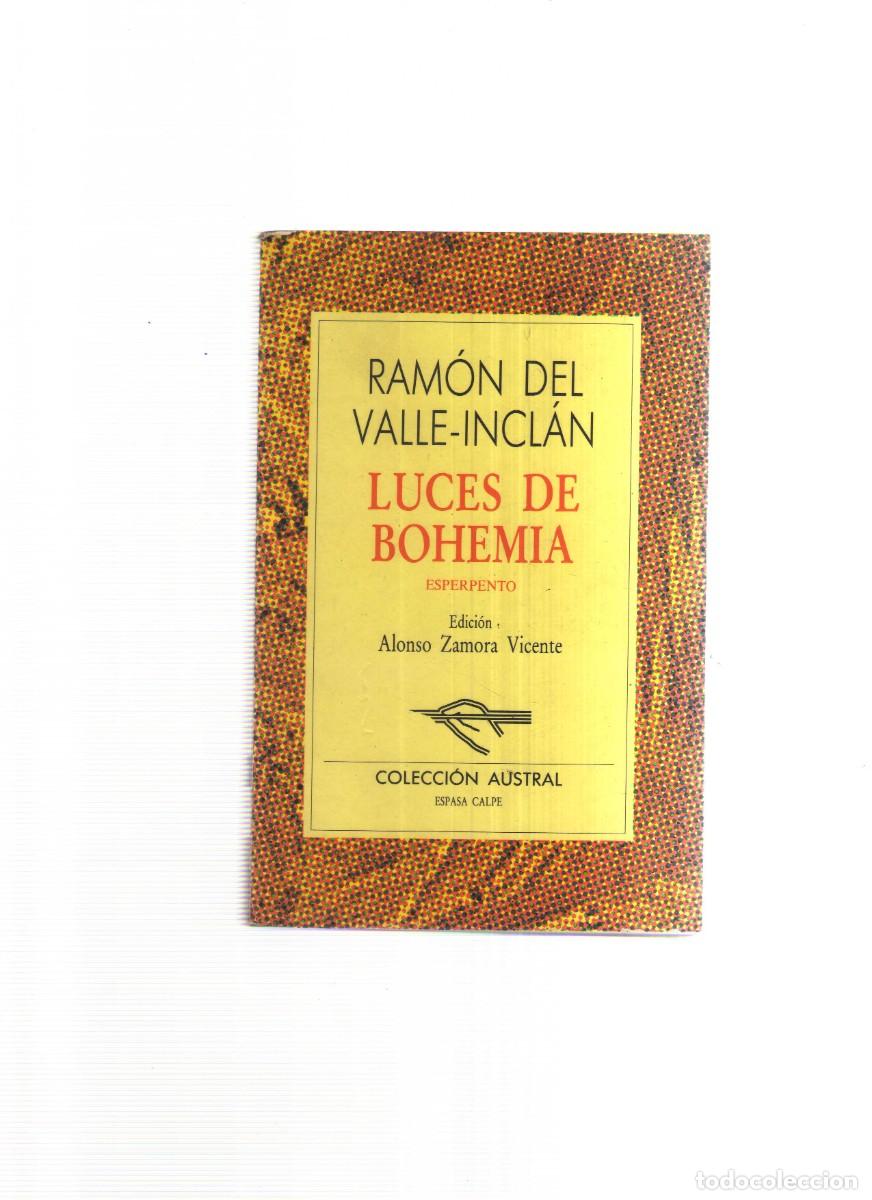 RAMÓN DEL
VALLE-INCLÁN
LUCES DE
BOHEMIA
ESPERPENTO
Edición
Alonso Zamora Vicente
COLECCIÓN AUSTRAL
ESPASA CALPE
todocoleccion